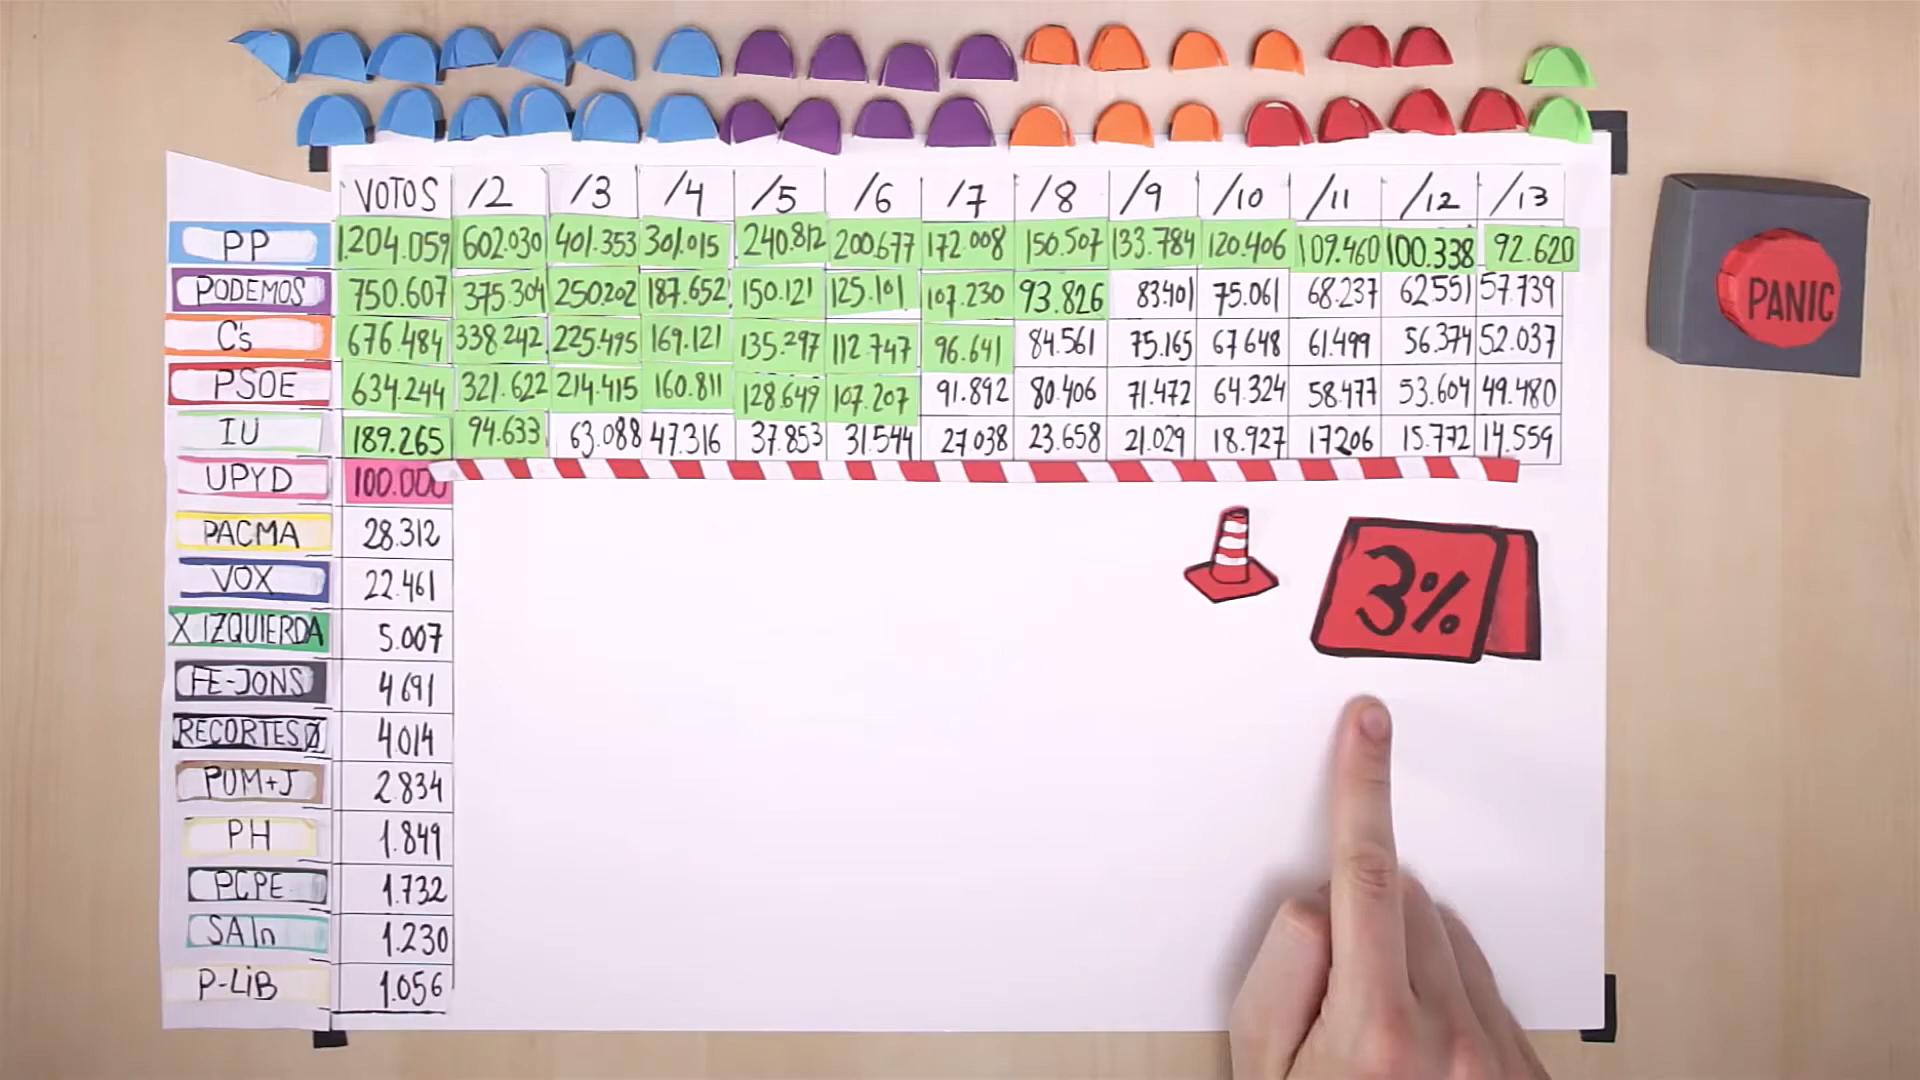 VOTOS /2 /3 /4 /5 /6 /7 /8 /9 /10 /11 /12 /13
PP 1.204.059 602.030 401.353 301.015 240.812 200.677 172.008 150.507 133.784 120.406 109.460 100.338 92.620
PODEMOS 750.607 375.304 250202 187.652 150.121 125.101 107.230 93.826 83.401 75.061 68.237 62.551 57.739
C's 676.484 338.242 225.495 169.121 135.297 112.747 96.641 84.561 75.165 67.648 61.499 56.374 52.037
PSOE 634.244 321.622 214.415 160.811 128.649 107.207 91.892 80.406 71.472 64.324 58.477 53.604 49.480
IU 189.265 94.633 63.088 47.316 37.853 31.544 27.038 23.658 21.029 18.927 17206 15.772 14.559
UPYD 100.000
PACMA 28.312
VOX 22.461
X IZQUIERDA 5.007
FE-JONS 4.691
RECORTES Ø 4.014
PUM+J 2.834
PH 1.849
PCPE 1.732
SAIn 1.230
P-LiB 1.056
3%
PANIC